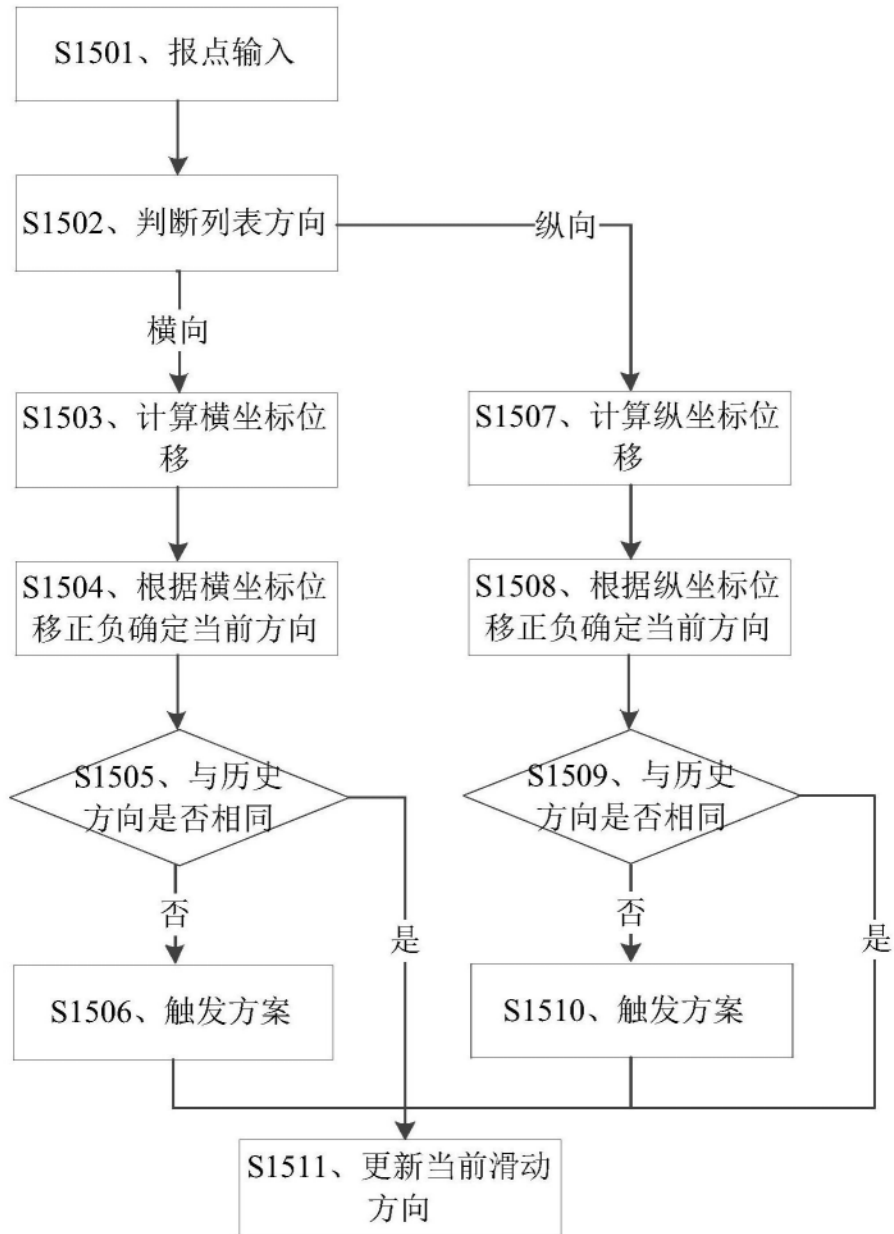 S1501、报点输入
S1502、判断列表方向
纵向
横向
S1503、计算横坐标位
移
S1507、计算纵坐标位
移
S1504、根据横坐标位
移正负确定当前方向
S1508、根据纵坐标位
移正负确定当前方向
S1505、与历史
方向是否相同
S1509、与历史
方向是否相同
否
是
否
是
S1506、触发方案
S1510、触发方案
S1511、更新当前滑动
方向